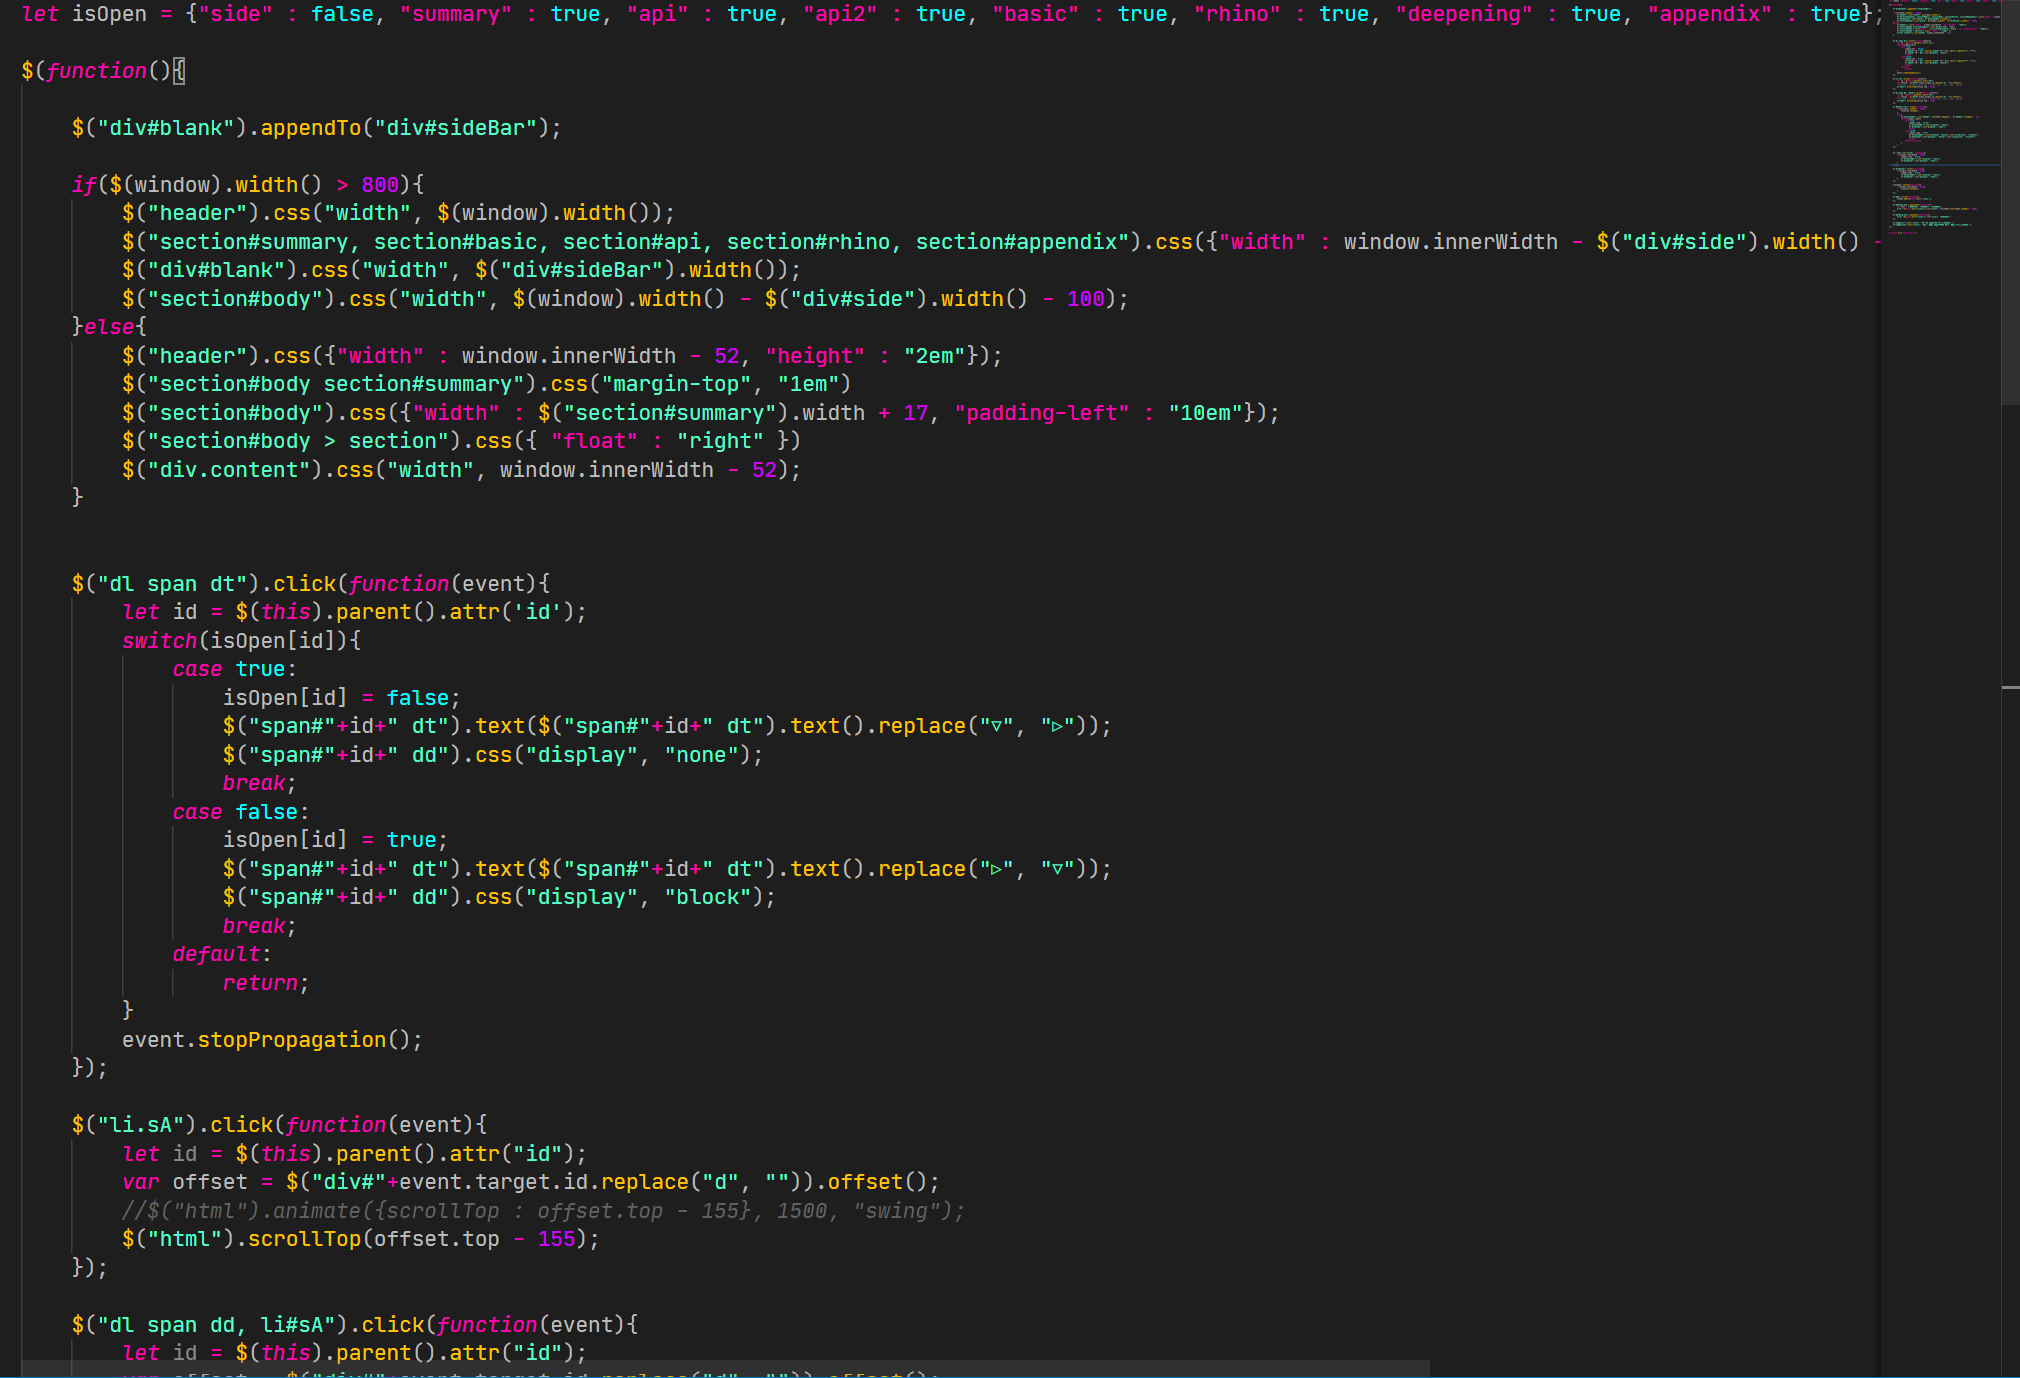 let isOpen = {"side" : false, "summary" : true, "api" : true, "api2" : true, "basic" : true, "rhino" : true, "deepening" : true, "appendix" : true};
$(function(){
$("div#blank").appendTo("div#sideBar");
if($(window).width() > 800){
$("header").css("width", $(window).width());
$("section#summary, section#basic, section#api, section#rhino, section#appendix").css({"width" : window.innerWidth - $("div#side").width() -
$("div#blank").css("width", $("div#sideBar").width());
$("section#body").css("width", $(window).width() - $("div#side").width() - 100);
}else{
$("header").css({"width" : window.innerWidth - 52, "height" : "2em"});
$("section#body section#summary").css("margin-top", "1em")
$("section#body").css({"width" : $("section#summary").width + 17, "padding-left" : "10em"});
$("section#body > section").css({ "float" : "right" })
$("div.content").css("width", window.innerWidth - 52);
}
$("dl span dt").click(function(event){
let id = $(this).parent().attr('id');
switch(isOpen[id]){
case true:
isOpen[id] = false;
$("span#"+id+" dt").text($("span#"+id+" dt").text().replace("▿", "▹"));
$("span#"+id+" dd").css("display", "none");
break;
case false:
isOpen[id] = true;
$("span#"+id+" dt").text($("span#"+id+" dt").text().replace("▹", "▿"));
$("span#"+id+" dd").css("display", "block");
break;
default:
return;
}
event.stopPropagation();
});
$("li.sA").click(function(event){
let id = $(this).parent().attr("id");
var offset = $("div#"+event.target.id.replace("d", "")).offset();
//$("html").animate({scrollTop : offset.top - 155}, 1500, "swing");
$("html").scrollTop(offset.top - 155);
});
$("dl span dd, li#sA").click(function(event){
let id = $(this).parent().attr("id");
var offset = $("div#"+event.target.id.replace("d", "")).offset();